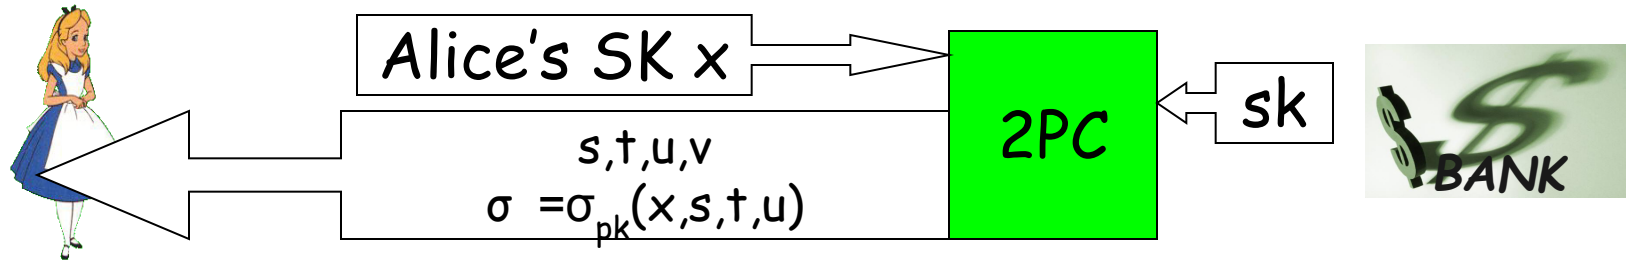 Alice's SK x
2PC
sk
BANK
s,t,u,v
σ =σpk(x,s,t,u)